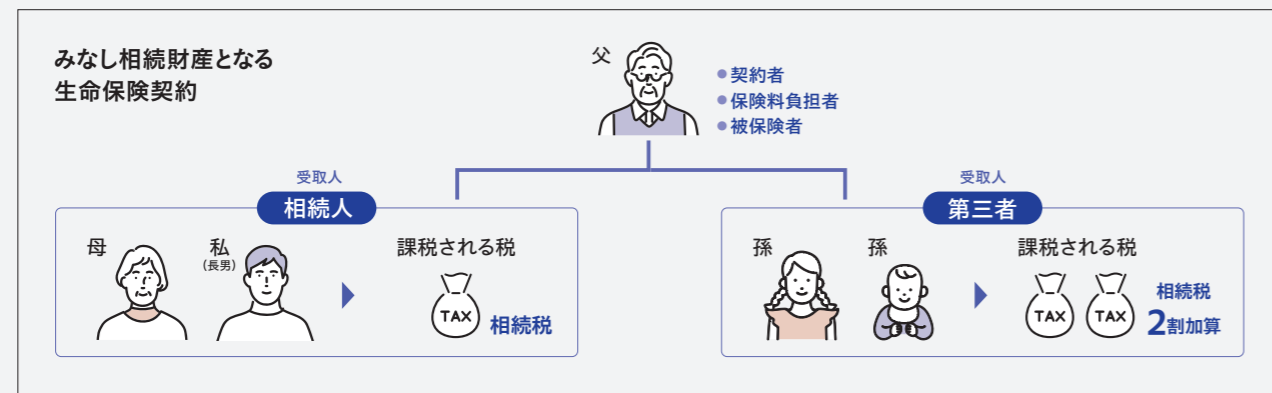 みなし相続財産となる
生命保険契約
父
●契約者
●保険料負担者
●被保険者
受取人
相続人
母
私
(長男)
課税される税
TAX
相続税
受取人
第三者
孫
孫
課税される税
TAX
TAX
相続税
2割加算